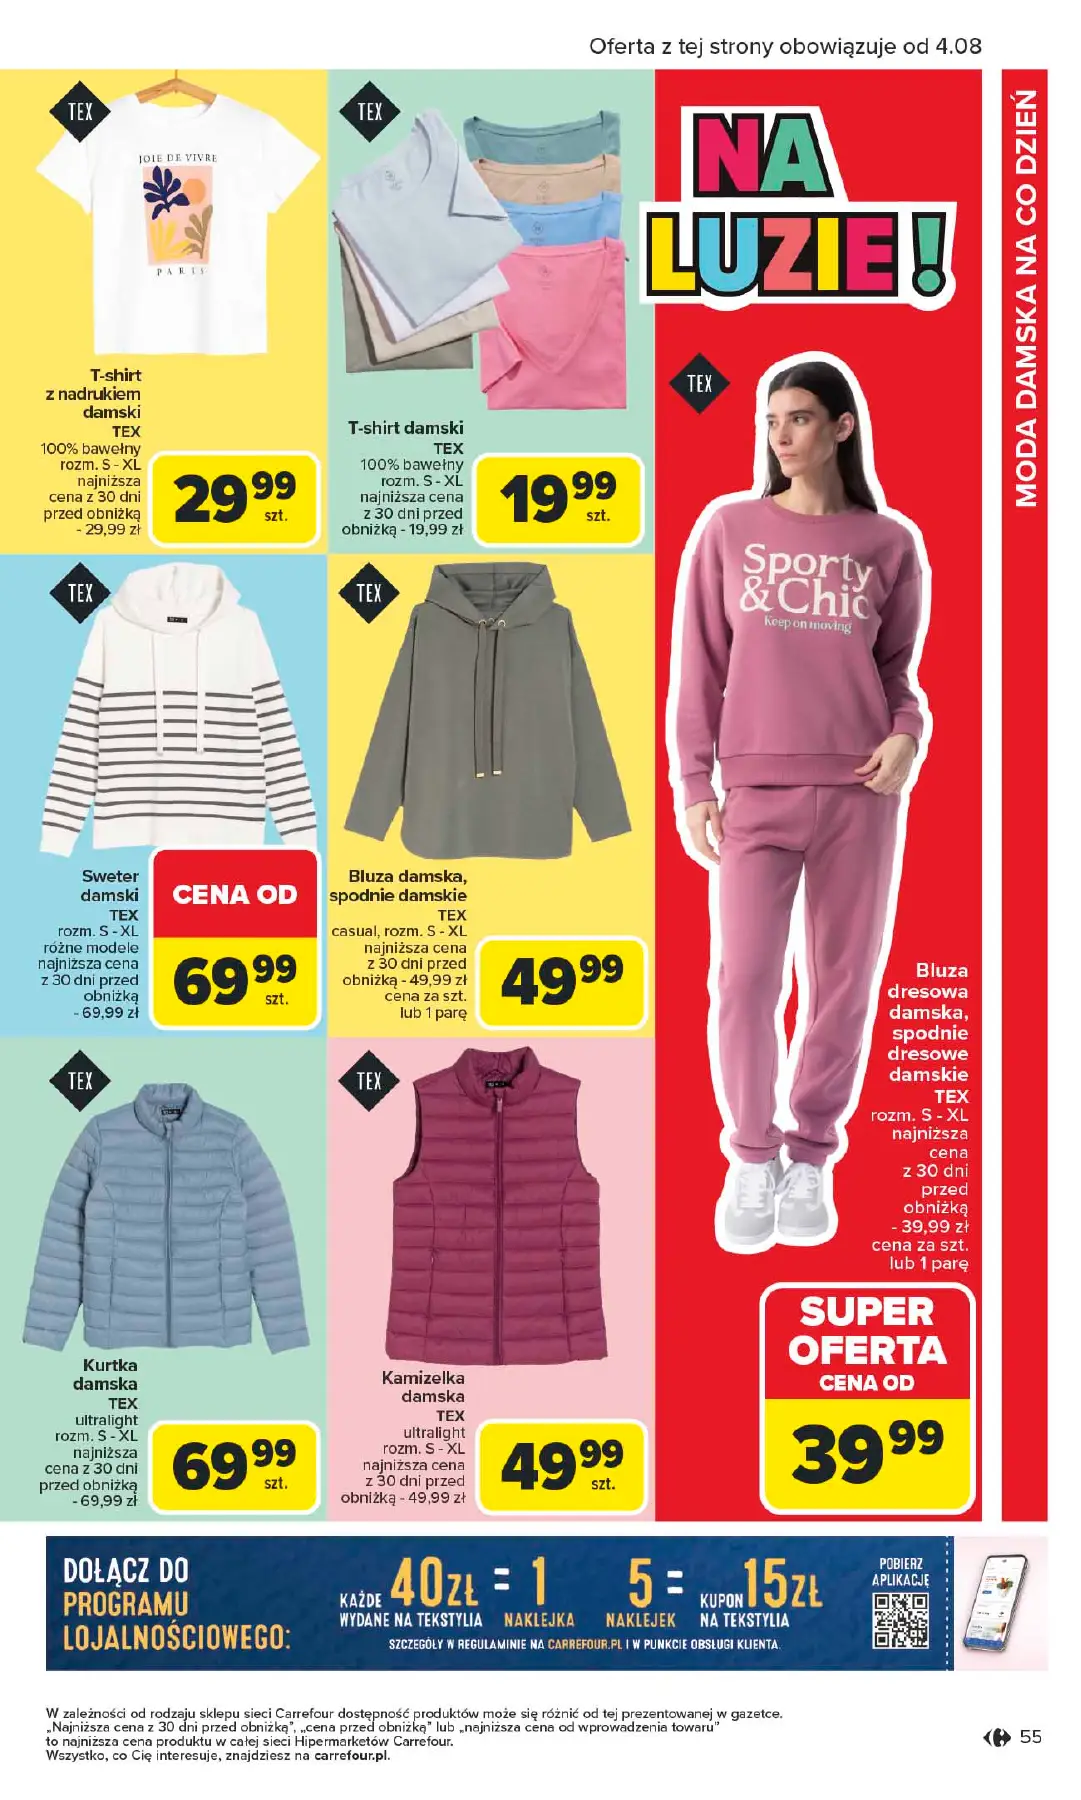 Oferta z tej strony obowiązuje od 4.08
MODA DAMSKA NA CO DZIEŃ
TEX
JOIE DE VIVRE
PARIS
T-shirt
z nadrukiem
damski
TEX
100% bawełny
rozm. S - XL
najniższa
cena z 30 dni
przed obniżką
- 29,99 zł
29 99
szt.
TEX
T-shirt damski
TEX
100% bawełny
rozm. S - XL
najniższa cena
z 30 dni przed
obniżką - 19,99 zł
19 99
szt.
NA
LUZIE!
TEX
Sporty
& Chic
Keep on moving
Bluza
dresowa
damska,
spodnie
dresowe
damskie
TEX
rozm. S - XL
najniższa
cena
z 30 dni
przed
obniżką
- 39,99 zł
cena za szt.
lub 1 parę
SUPER
OFERTA
CENA OD
39 99
TEX
Sweter
damski
TEX
rozm. S - XL
różne modele
najniższa cena
z 30 dni przed
obniżką
- 69,99 zł
CENA OD
69 99
szt.
TEX
Bluza damska,
spodnie damskie
TEX
casual, rozm. S - XL
najniższa cena
z 30 dni przed
obniżką - 49,99 zł
cena za szt.
lub 1 parę
49 99
TEX
Kurtka
damska
TEX
ultralight
rozm. S - XL
najniższa
cena z 30 dni
przed obniżką
- 69,99 zł
69 99
szt.
TEX
Kamizelka
damska
TEX
ultralight
rozm. S - XL
najniższa cena
z 30 dni przed
obniżką - 49,99 zł
49 99
szt.
DOŁĄCZ DO
PROGRAMU
LOJALNOŚCIOWEGO:
KAŻDE 40ZŁ = 1
WYDANE NA TEKSTYLIA NAKLEJKA
5 = KUPON 15ZŁ
NAKLEJEK NA TEKSTYLIA
SZCZEGÓŁY W REGULAMINIE NA CARREFOUR.PL I W PUNKCIE OBSŁUGI KLIENTA.
POBIERZ
APLIKACJĘ
W zależności od rodzaju sklepu sieci Carrefour dostępność produktów może się różnić od tej prezentowanej w gazetce.
„Najniższa cena z 30 dni przed obniżką”, „cena przed obniżką” lub „najniższa cena od wprowadzenia towaru”
to najniższa cena produktu w całej sieci Hipermarketów Carrefour.
Wszystko, co Cię interesuje, znajdziesz na carrefour.pl.
55